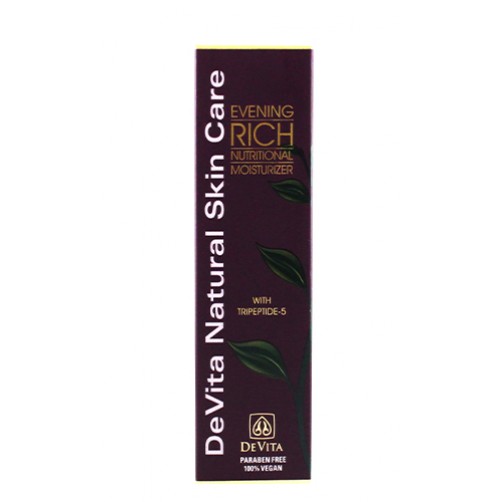 DeVita Natural Skin Care
EVENING
RICH
NUTRITIONAL
MOISTURIZER
WITH
TRIPEPTIDE-5
DEVITA
PARABEN FREE
100% VEGAN